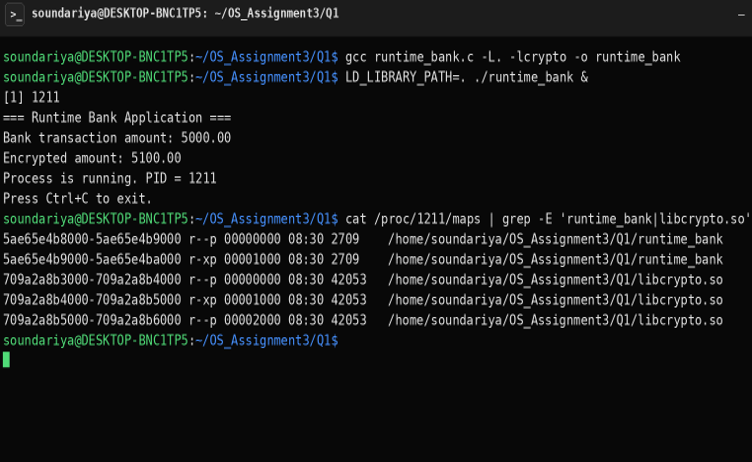 >_ soundariya@DESKTOP-BNC1TP5: ~/OS_Assignment3/Q1
soundariya@DESKTOP-BNC1TP5:~/OS_Assignment3/Q1$ gcc runtime_bank.c -L. -lcrypto -o runtime_bank
soundariya@DESKTOP-BNC1TP5:~/OS_Assignment3/Q1$ LD_LIBRARY_PATH=. ./runtime_bank &
[1] 1211
=== Runtime Bank Application ===
Bank transaction amount: 5000.00
Encrypted amount: 5100.00
Process is running. PID = 1211
Press Ctrl+C to exit.
soundariya@DESKTOP-BNC1TP5:~/OS_Assignment3/Q1$ cat /proc/1211/maps | grep -E 'runtime_bank|libcrypto.so'
5ae65e4b8000-5ae65e4b9000 r--p 00000000 08:30 2709 /home/soundariya/OS_Assignment3/Q1/runtime_bank
5ae65e4b9000-5ae65e4ba000 r-xp 00001000 08:30 2709 /home/soundariya/OS_Assignment3/Q1/runtime_bank
709a2a8b3000-709a2a8b4000 r--p 00000000 08:30 42053 /home/soundariya/OS_Assignment3/Q1/libcrypto.so
709a2a8b4000-709a2a8b5000 r-xp 00001000 08:30 42053 /home/soundariya/OS_Assignment3/Q1/libcrypto.so
709a2a8b5000-709a2a8b6000 r--p 00002000 08:30 42053 /home/soundariya/OS_Assignment3/Q1/libcrypto.so
soundariya@DESKTOP-BNC1TP5:~/OS_Assignment3/Q1$